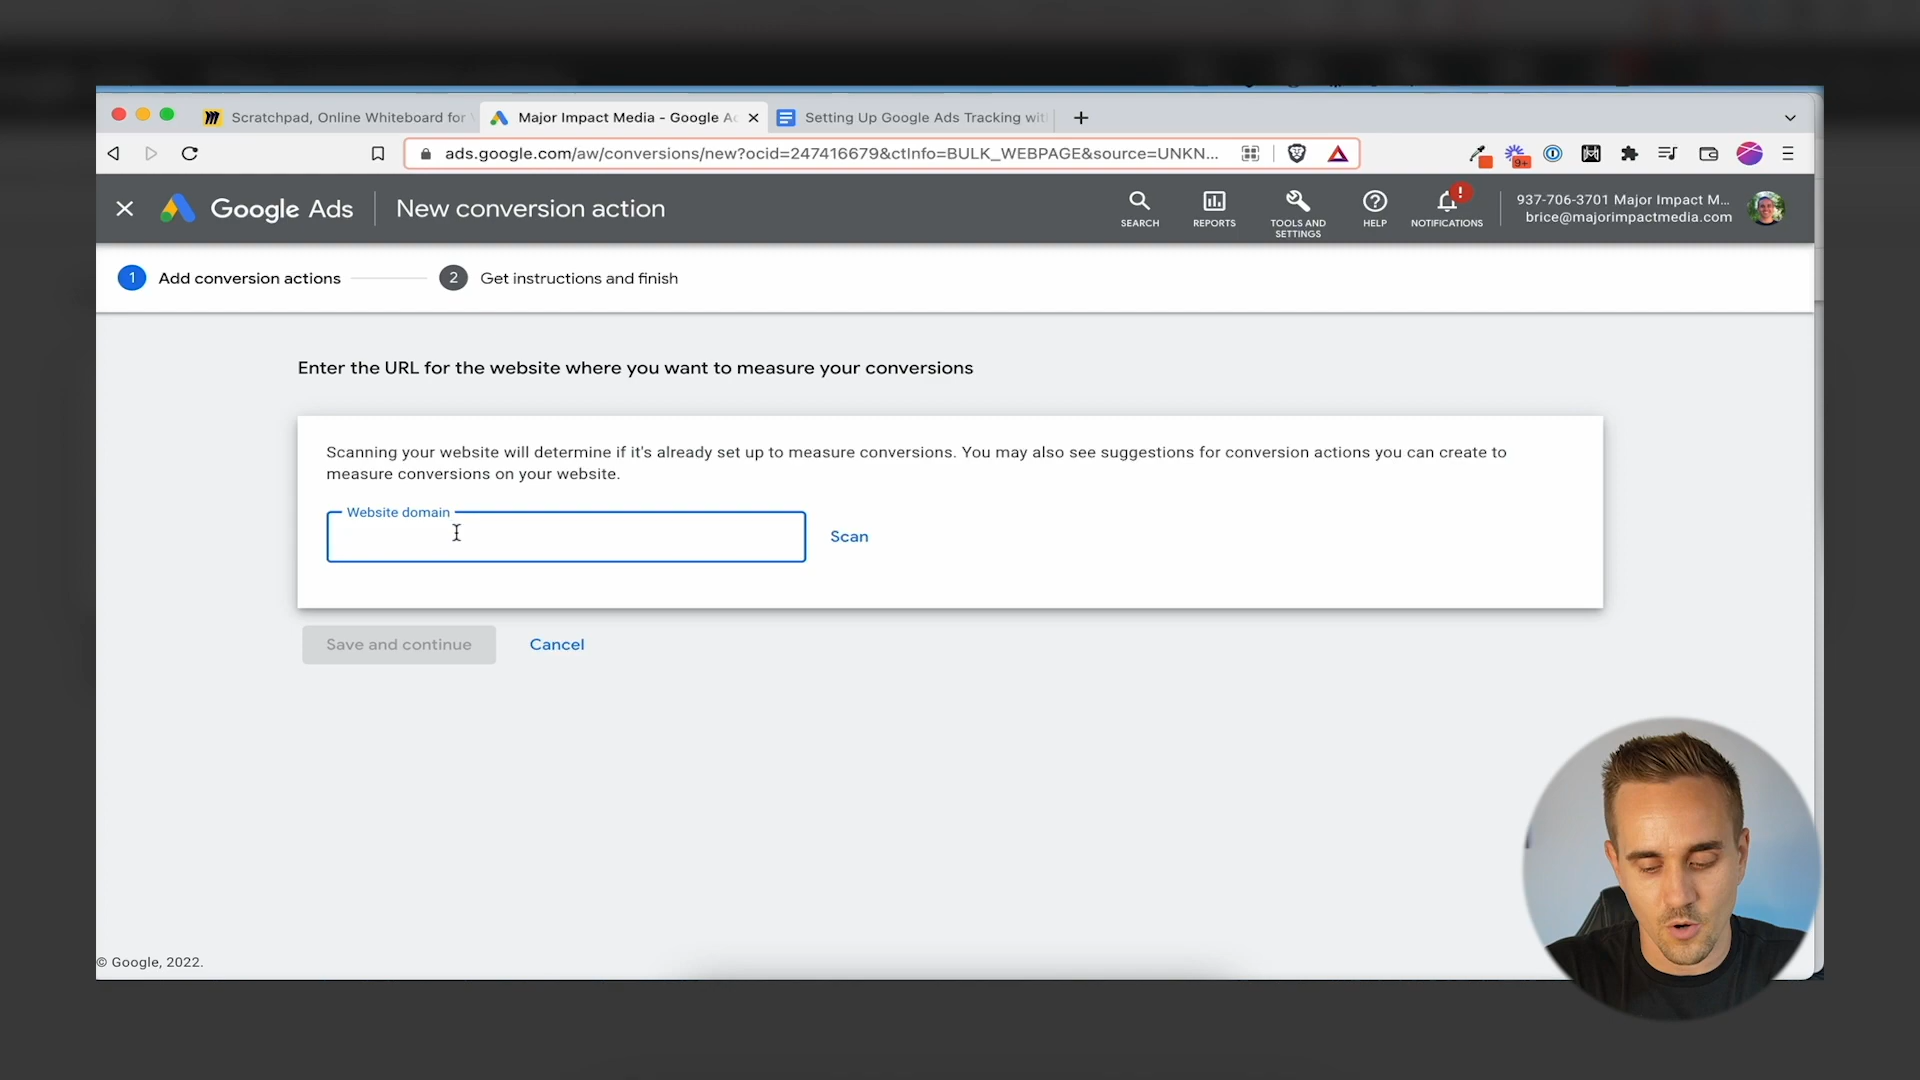 Scratchpad, Online Whiteboard for
Major Impact Media - Google Ad
Setting Up Google Ads Tracking wit
ads.google.com/aw/conversions/new?ocid=247416679&ctInfo=BULK_WEBPAGE&source=UNKN...
9+
Google Ads
New conversion action
SEARCH
REPORTS
TOOLS AND
SETTINGS
HELP
!
NOTIFICATIONS
937-706-3701 Major Impact M...
brice@majorimpactmedia.com
1 Add conversion actions
2 Get instructions and finish
Enter the URL for the website where you want to measure your conversions
Scanning your website will determine if it's already set up to measure conversions. You may also see suggestions for conversion actions you can create to
measure conversions on your website.
Website domain
Scan
Save and continue
Cancel
© Google, 2022.